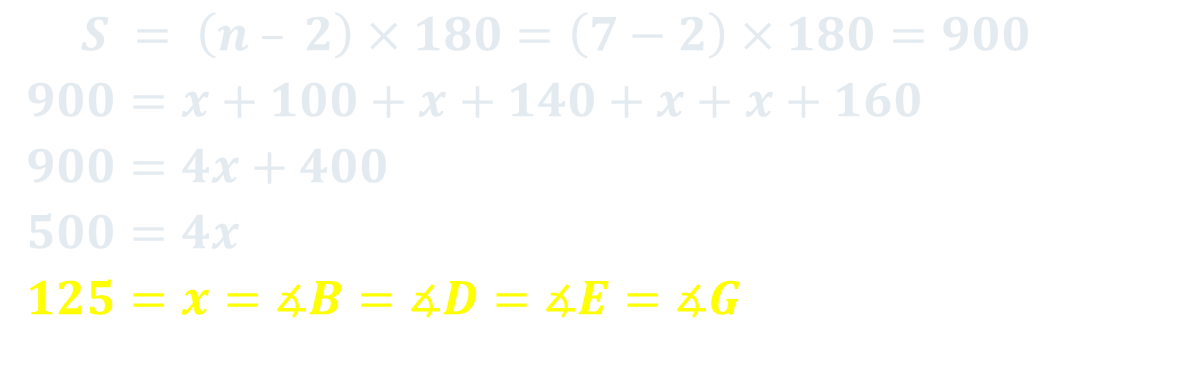 S = (n – 2) × 180 = (7 − 2) × 180 = 900
900 = x + 100 + x + 140 + x + x + 160
900 = 4x + 400
500 = 4x
125 = x = ∡B = ∡D = ∡E = ∡G